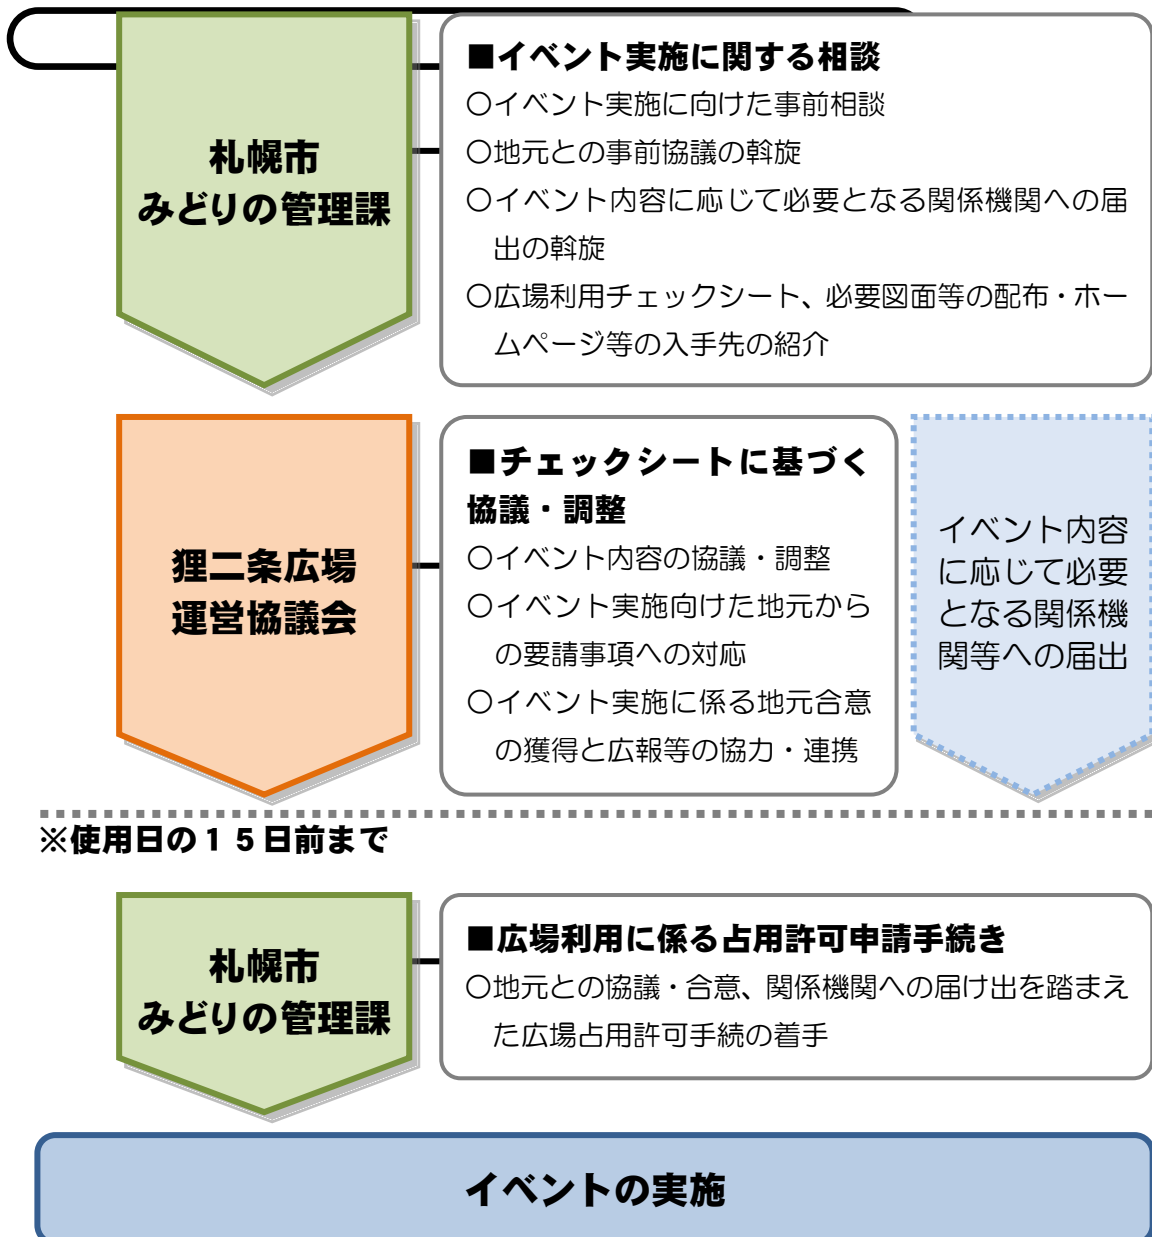 札幌市
みどりの管理課
■イベント実施に関する相談
〇イベント実施に向けた事前相談
〇地元との事前協議の斡旋
〇イベント内容に応じて必要となる関係機関への届
出の斡旋
〇広場利用チェックシート、必要図面等の配布・ホー
ムページ等の入手先の紹介
狸二条広場
運営協議会
■チェックシートに基づく
協議・調整
〇イベント内容の協議・調整
〇イベント実施向けた地元から
の要請事項への対応
〇イベント実施に係る地元合意
の獲得と広報等の協力・連携
イベント内容
に応じて必要
となる関係機
関等への届出
※使用日の１５日前まで
札幌市
みどりの管理課
■広場利用に係る占用許可申請手続き
〇地元との協議・合意、関係機関への届け出を踏まえ
た広場占用許可手続の着手
イベントの実施